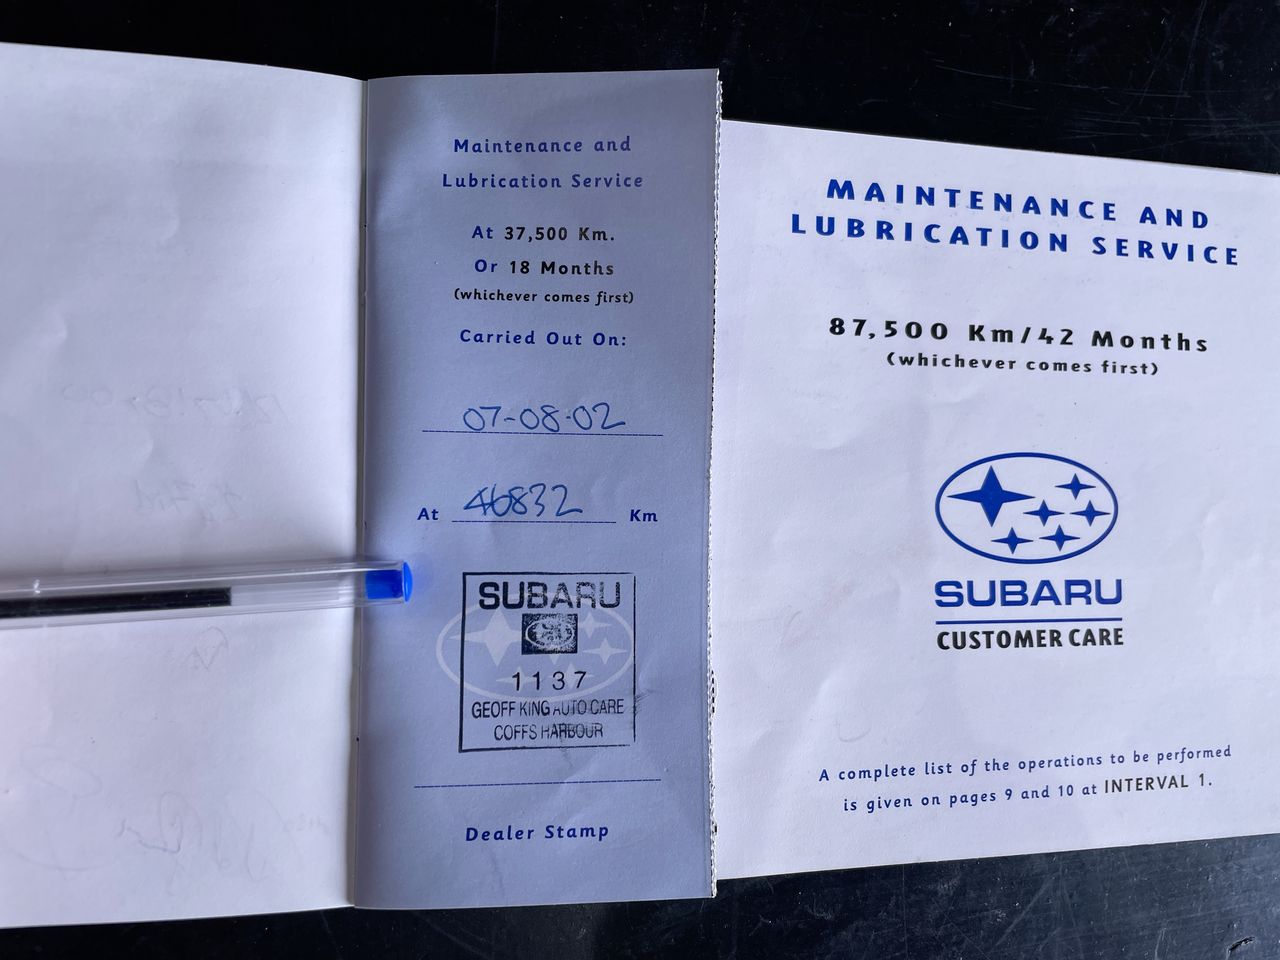 Maintenance and
Lubrication Service
At 37,500 Km.
Or 18 Months
(whichever comes first)
Carried Out On:
07-08-02
At 46832 Km
SUBARU
1137
GEOFF KING AUTO CARE
COFFS HARBOUR
Dealer Stamp
MAINTENANCE AND
LUBRICATION SERVICE
87,500 Km/42 Months
(whichever comes first)
SUBARU
CUSTOMER CARE
A complete list of the operations to be performed
is given on pages 9 and 10 at INTERVAL 1.